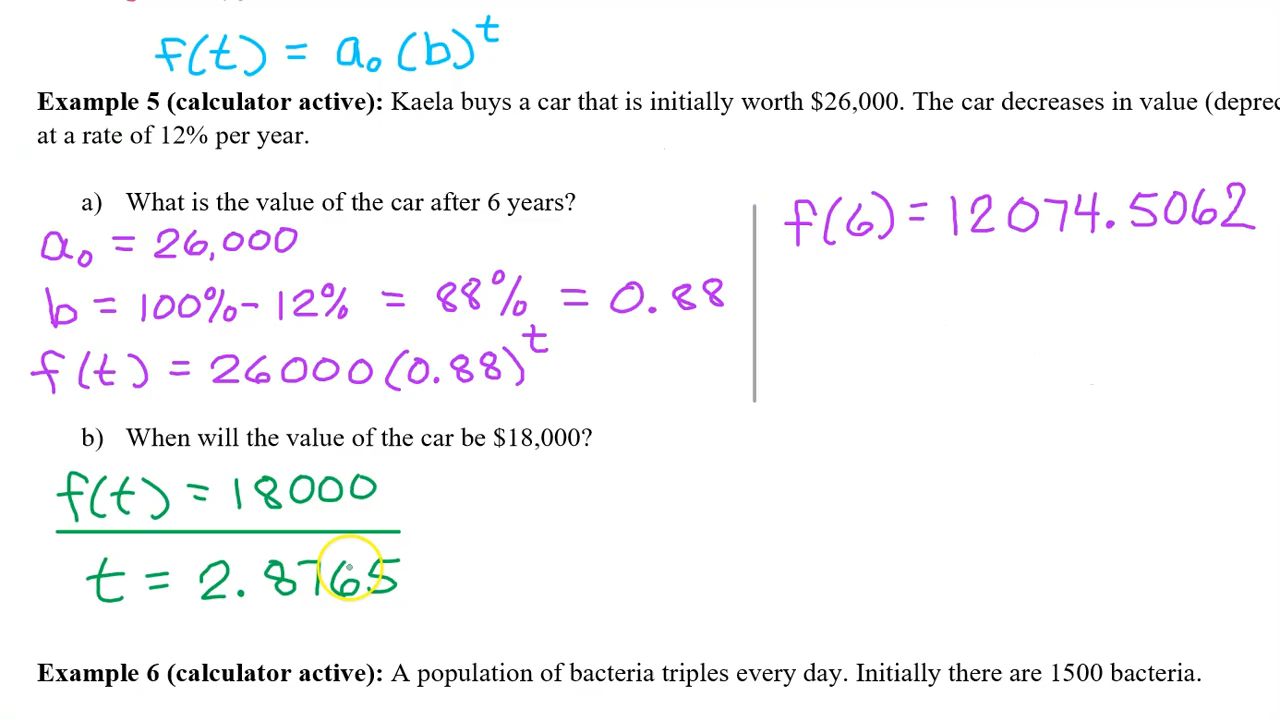 f(t) = a₀ (b)ᵗ
Example 5 (calculator active): Kaela buys a car that is initially worth $26,000. The car decreases in value (deprec
at a rate of 12% per year.
a) What is the value of the car after 6 years?
a₀ = 26,000
b = 100% - 12% = 88% = 0.88
f(t) = 26000(0.88)ᵗ
f(6) = 12074.5062
b) When will the value of the car be $18,000?
f(t) = 18000
t = 2.8765
Example 6 (calculator active): A population of bacteria triples every day. Initially there are 1500 bacteria.